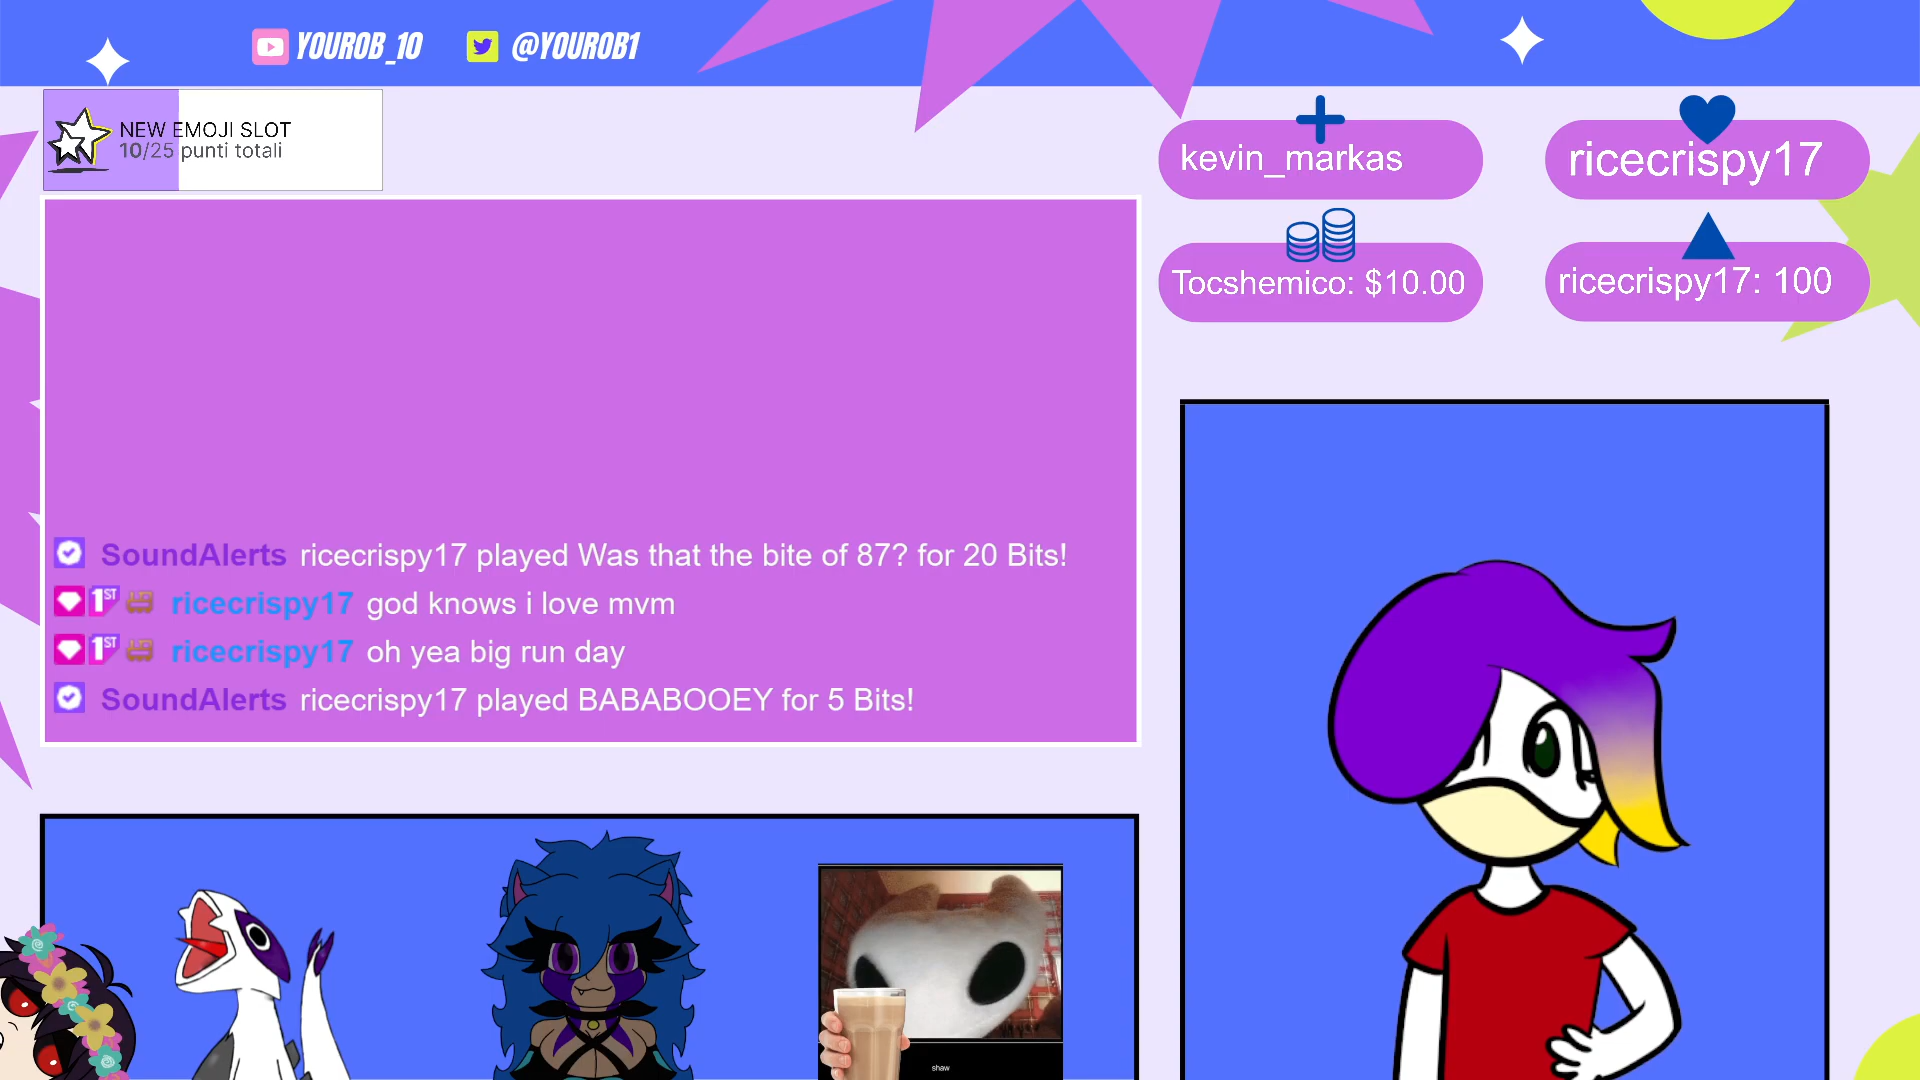 YOUROB_10 @YOUROB1
NEW EMOJI SLOT
10/25 punti totali
kevin_markas
ricecrispy17
Tocshemico: $10.00
ricecrispy17: 100
SoundAlerts ricecrispy17 played Was that the bite of 87? for 20 Bits!
1ST ricecrispy17 god knows i love mvm
1ST ricecrispy17 oh yea big run day
SoundAlerts ricecrispy17 played BABABOOEY for 5 Bits!
shaw